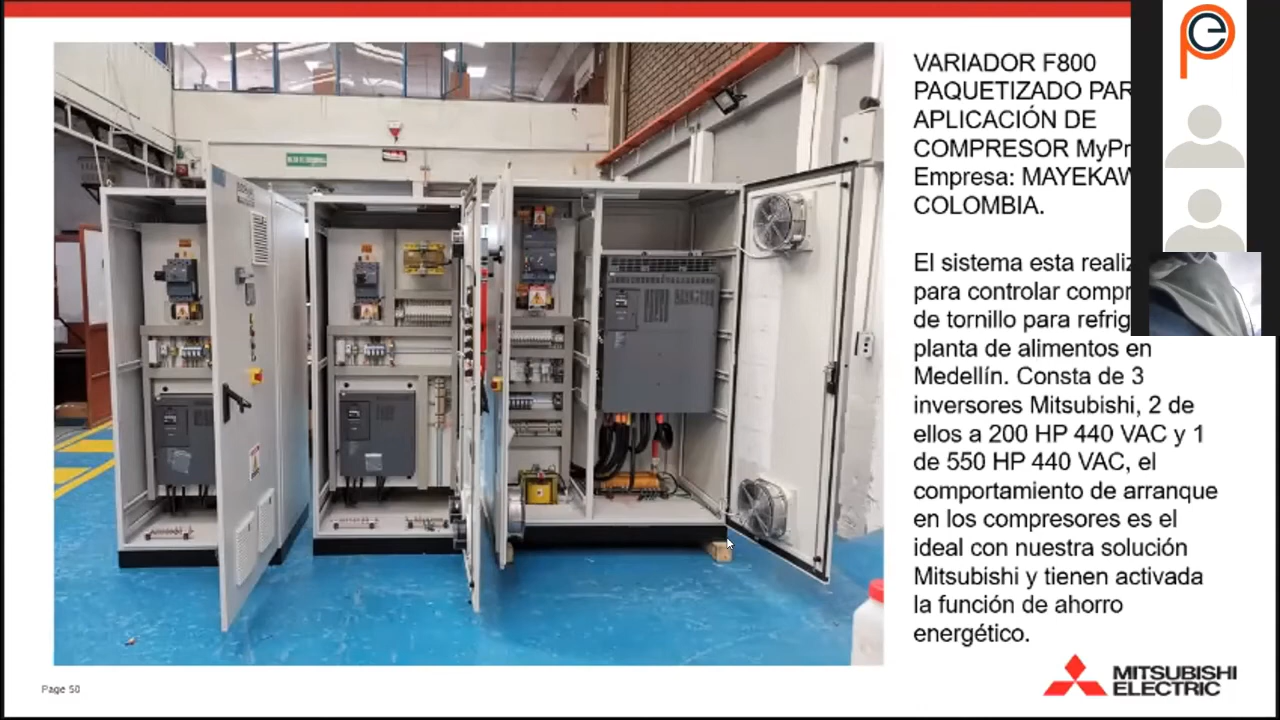 VARIADOR F800
PAQUETIZADO PAR
APLICACIÓN DE
COMPRESOR MyPr
Empresa: MAYEKAW
COLOMBIA.
El sistema esta realiz
para controlar compr
de tornillo para refrig
planta de alimentos en
Medellín. Consta de 3
inversores Mitsubishi, 2 de
ellos a 200 HP 440 VAC y 1
de 550 HP 440 VAC, el
comportamiento de arranque
en los compresores es el
ideal con nuestra solución
Mitsubishi y tienen activada
la función de ahorro
energético.
Page 50
MITSUBISHI
ELECTRIC